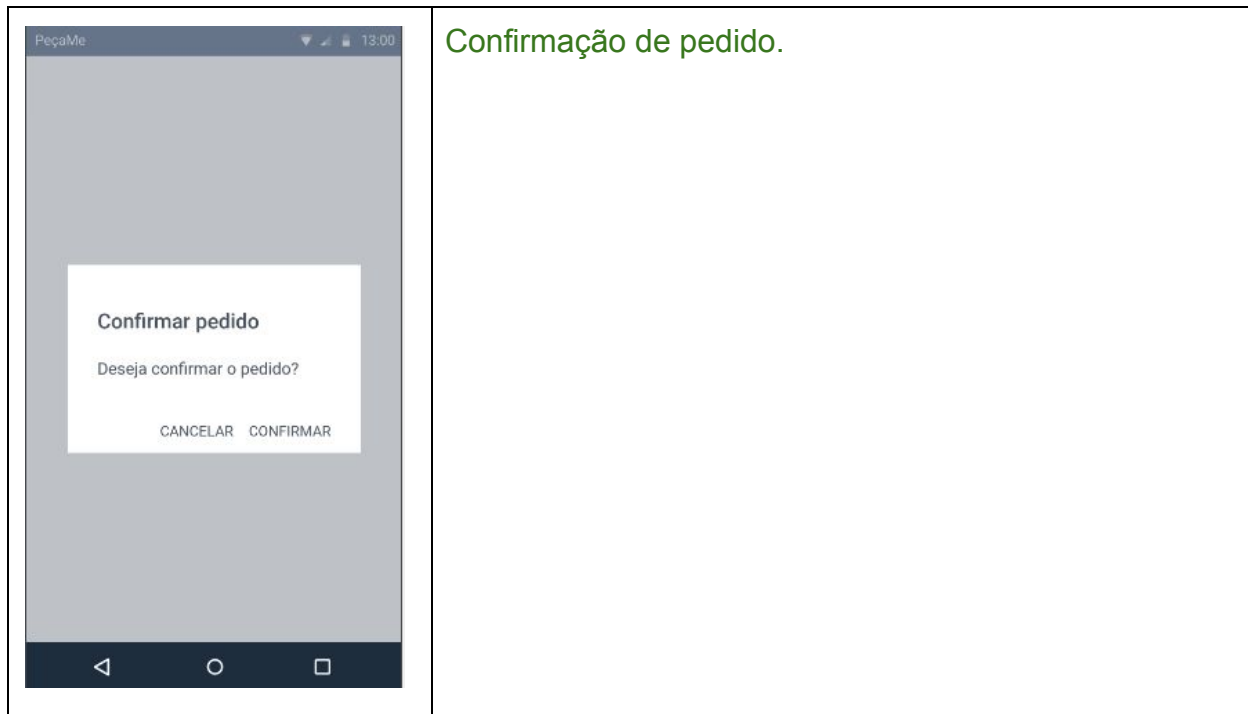 PeçaMe 13:00
Confirmar pedido
Deseja confirmar o pedido?
CANCELAR CONFIRMAR
Confirmação de pedido.